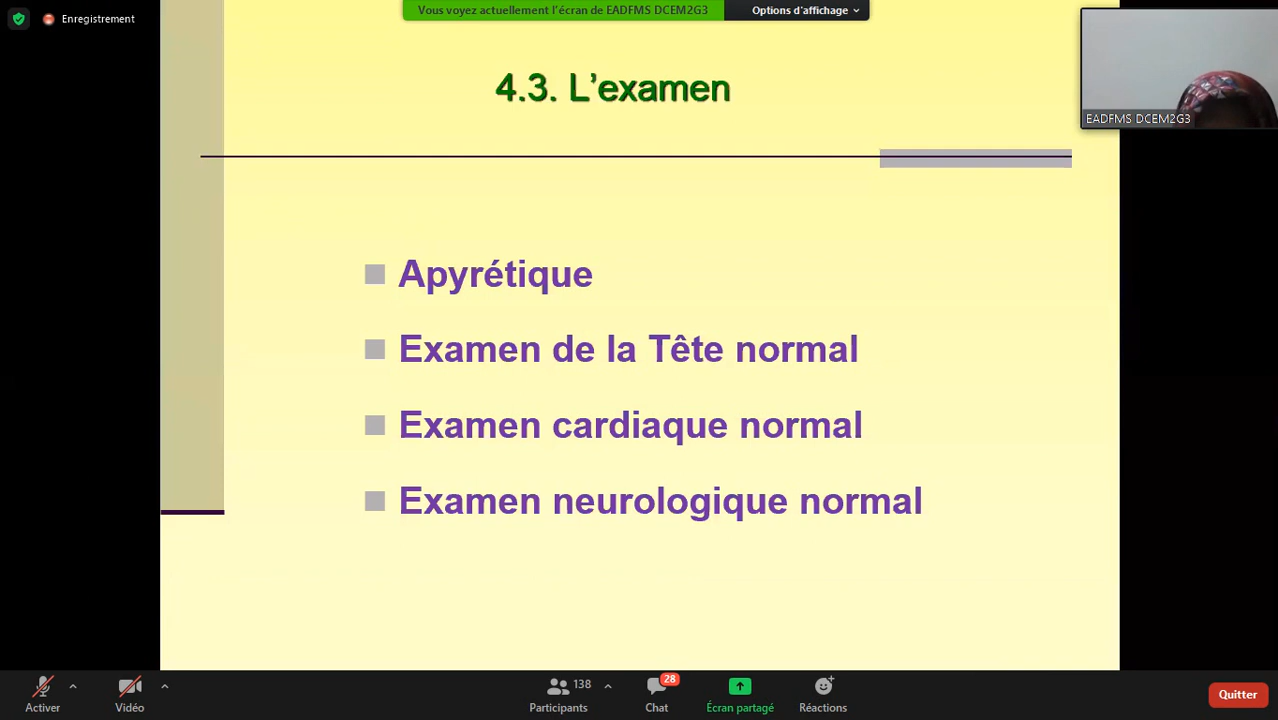 Enregistrement
Vous voyez actuellement l'écran de EADFMS DCEM2G3
Options d'affichage
EADFMS DCEM2G3
4.3. L'examen
Apyrétique
Examen de la Tête normal
Examen cardiaque normal
Examen neurologique normal
Activer
Vidéo
138
Participants
28
Chat
Écran partagé
Réactions
Quitter